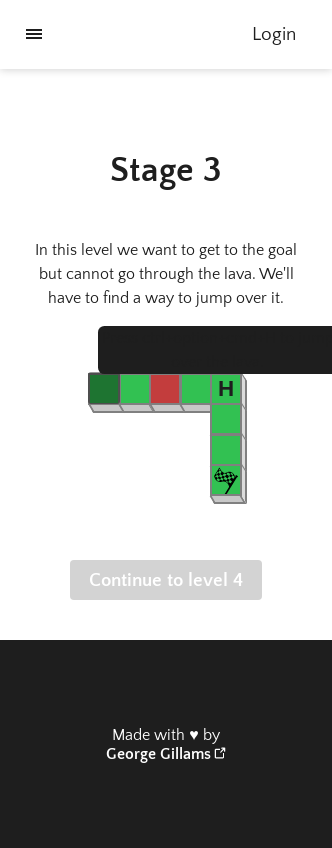 Login
Stage 3
In this level we want to get to the goal
but cannot go through the lava. We'll
have to find a way to jump over it.
H
Continue to level 4
Made with ♥ by
George Gillams